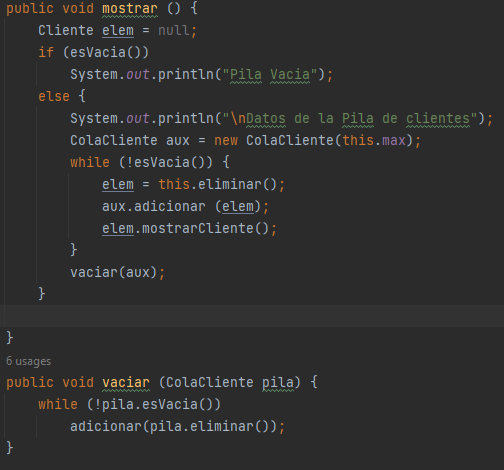 public void mostrar () {
    Cliente elem = null;
    if (esVacia())
        System.out.println("Pila Vacia");
    else {
        System.out.println("\nDatos de la Pila de clientes");
        ColaCliente aux = new ColaCliente(this.max);
        while (!esVacia()) {
            elem = this.eliminar();
            aux.adicionar (elem);
            elem.mostrarCliente();
        }
        vaciar(aux);
    }
}
6 usages
public void vaciar (ColaCliente pila) {
    while (!pila.esVacia())
        adicionar(pila.eliminar());
}